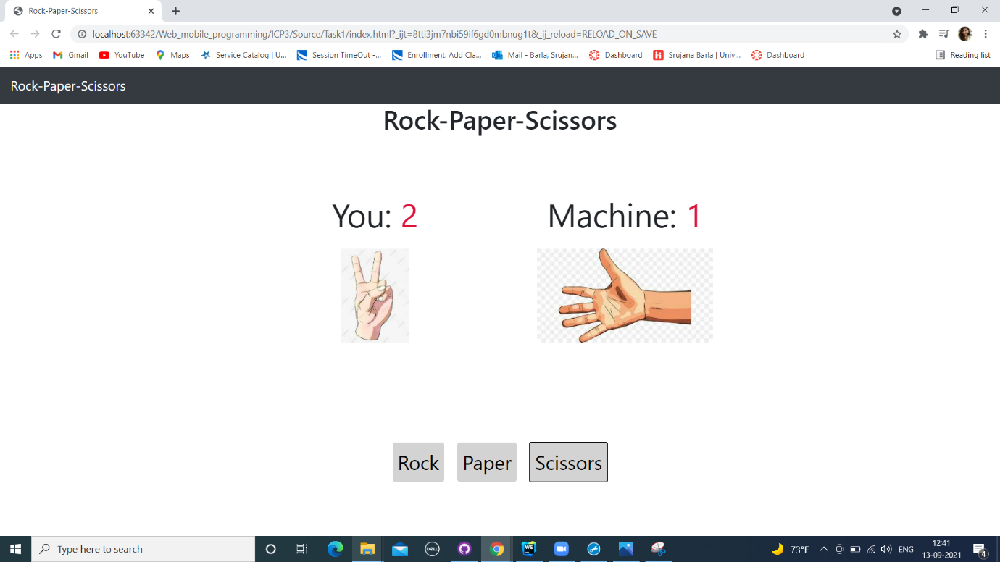 Rock-Paper-Scissors
localhost:63342/Web_mobile_programming/ICP3/Source/Task1/index.html?_ijt=8tti3jm7nbi59if6gd0mbnug1t&_ij_reload=RELOAD_ON_SAVE
Apps Gmail YouTube Maps Service Catalog | U... Session TimeOut -... Enrollment: Add Cla... Mail - Barla, Srujan... Dashboard Srujana Barla | Univ... Dashboard Reading list
Rock-Paper-Scissors
Rock-Paper-Scissors
You: 2 Machine: 1
Rock Paper Scissors
Type here to search DELL WS 73°F ENG 12:41
13-09-2021 4